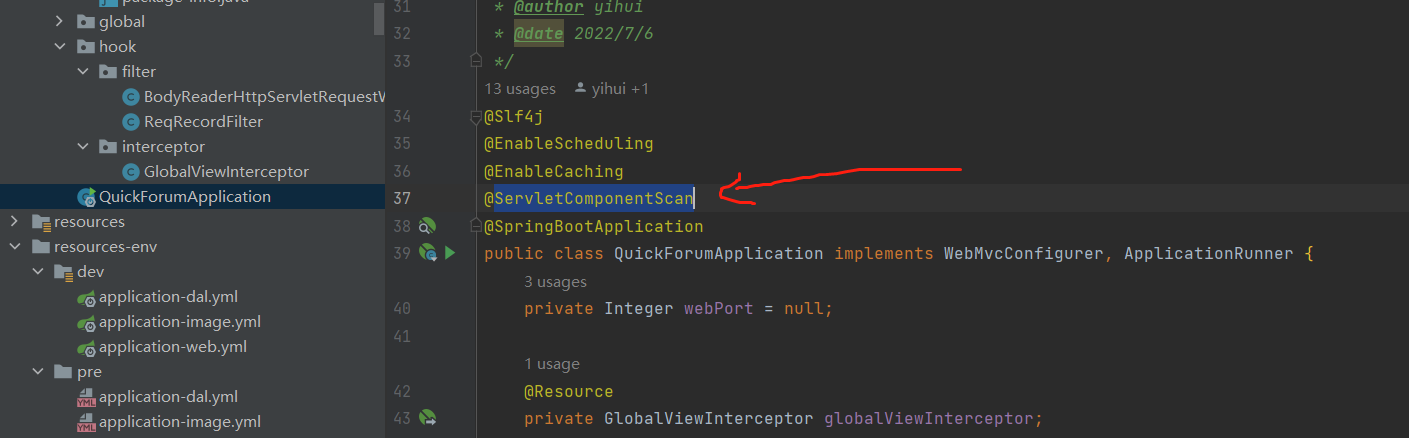 package-info.java
global
hook
filter
BodyReaderHttpServletRequestW
ReqRecordFilter
interceptor
GlobalViewInterceptor
QuickForumApplication
resources
resources-env
dev
application-dal.yml
application-image.yml
application-web.yml
pre
application-dal.yml
application-image.yml
31 * @author yihui
32 * @date 2022/7/6
33 */
13 usages yihui +1
34 @Slf4j
35 @EnableScheduling
36 @EnableCaching
37 @ServletComponentScan
38 @SpringBootApplication
39 public class QuickForumApplication implements WebMvcConfigurer, ApplicationRunner {
3 usages
40 private Integer webPort = null;
41
1 usage
42 @Resource
43 private GlobalViewInterceptor globalViewInterceptor;